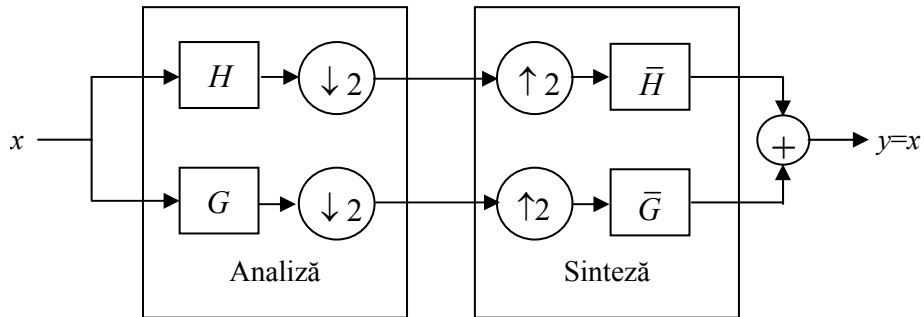 H ↓ 2 ↑ 2 H̄
x + y=x
G ↓ 2 ↑2 Ḡ
Analiză Sinteză